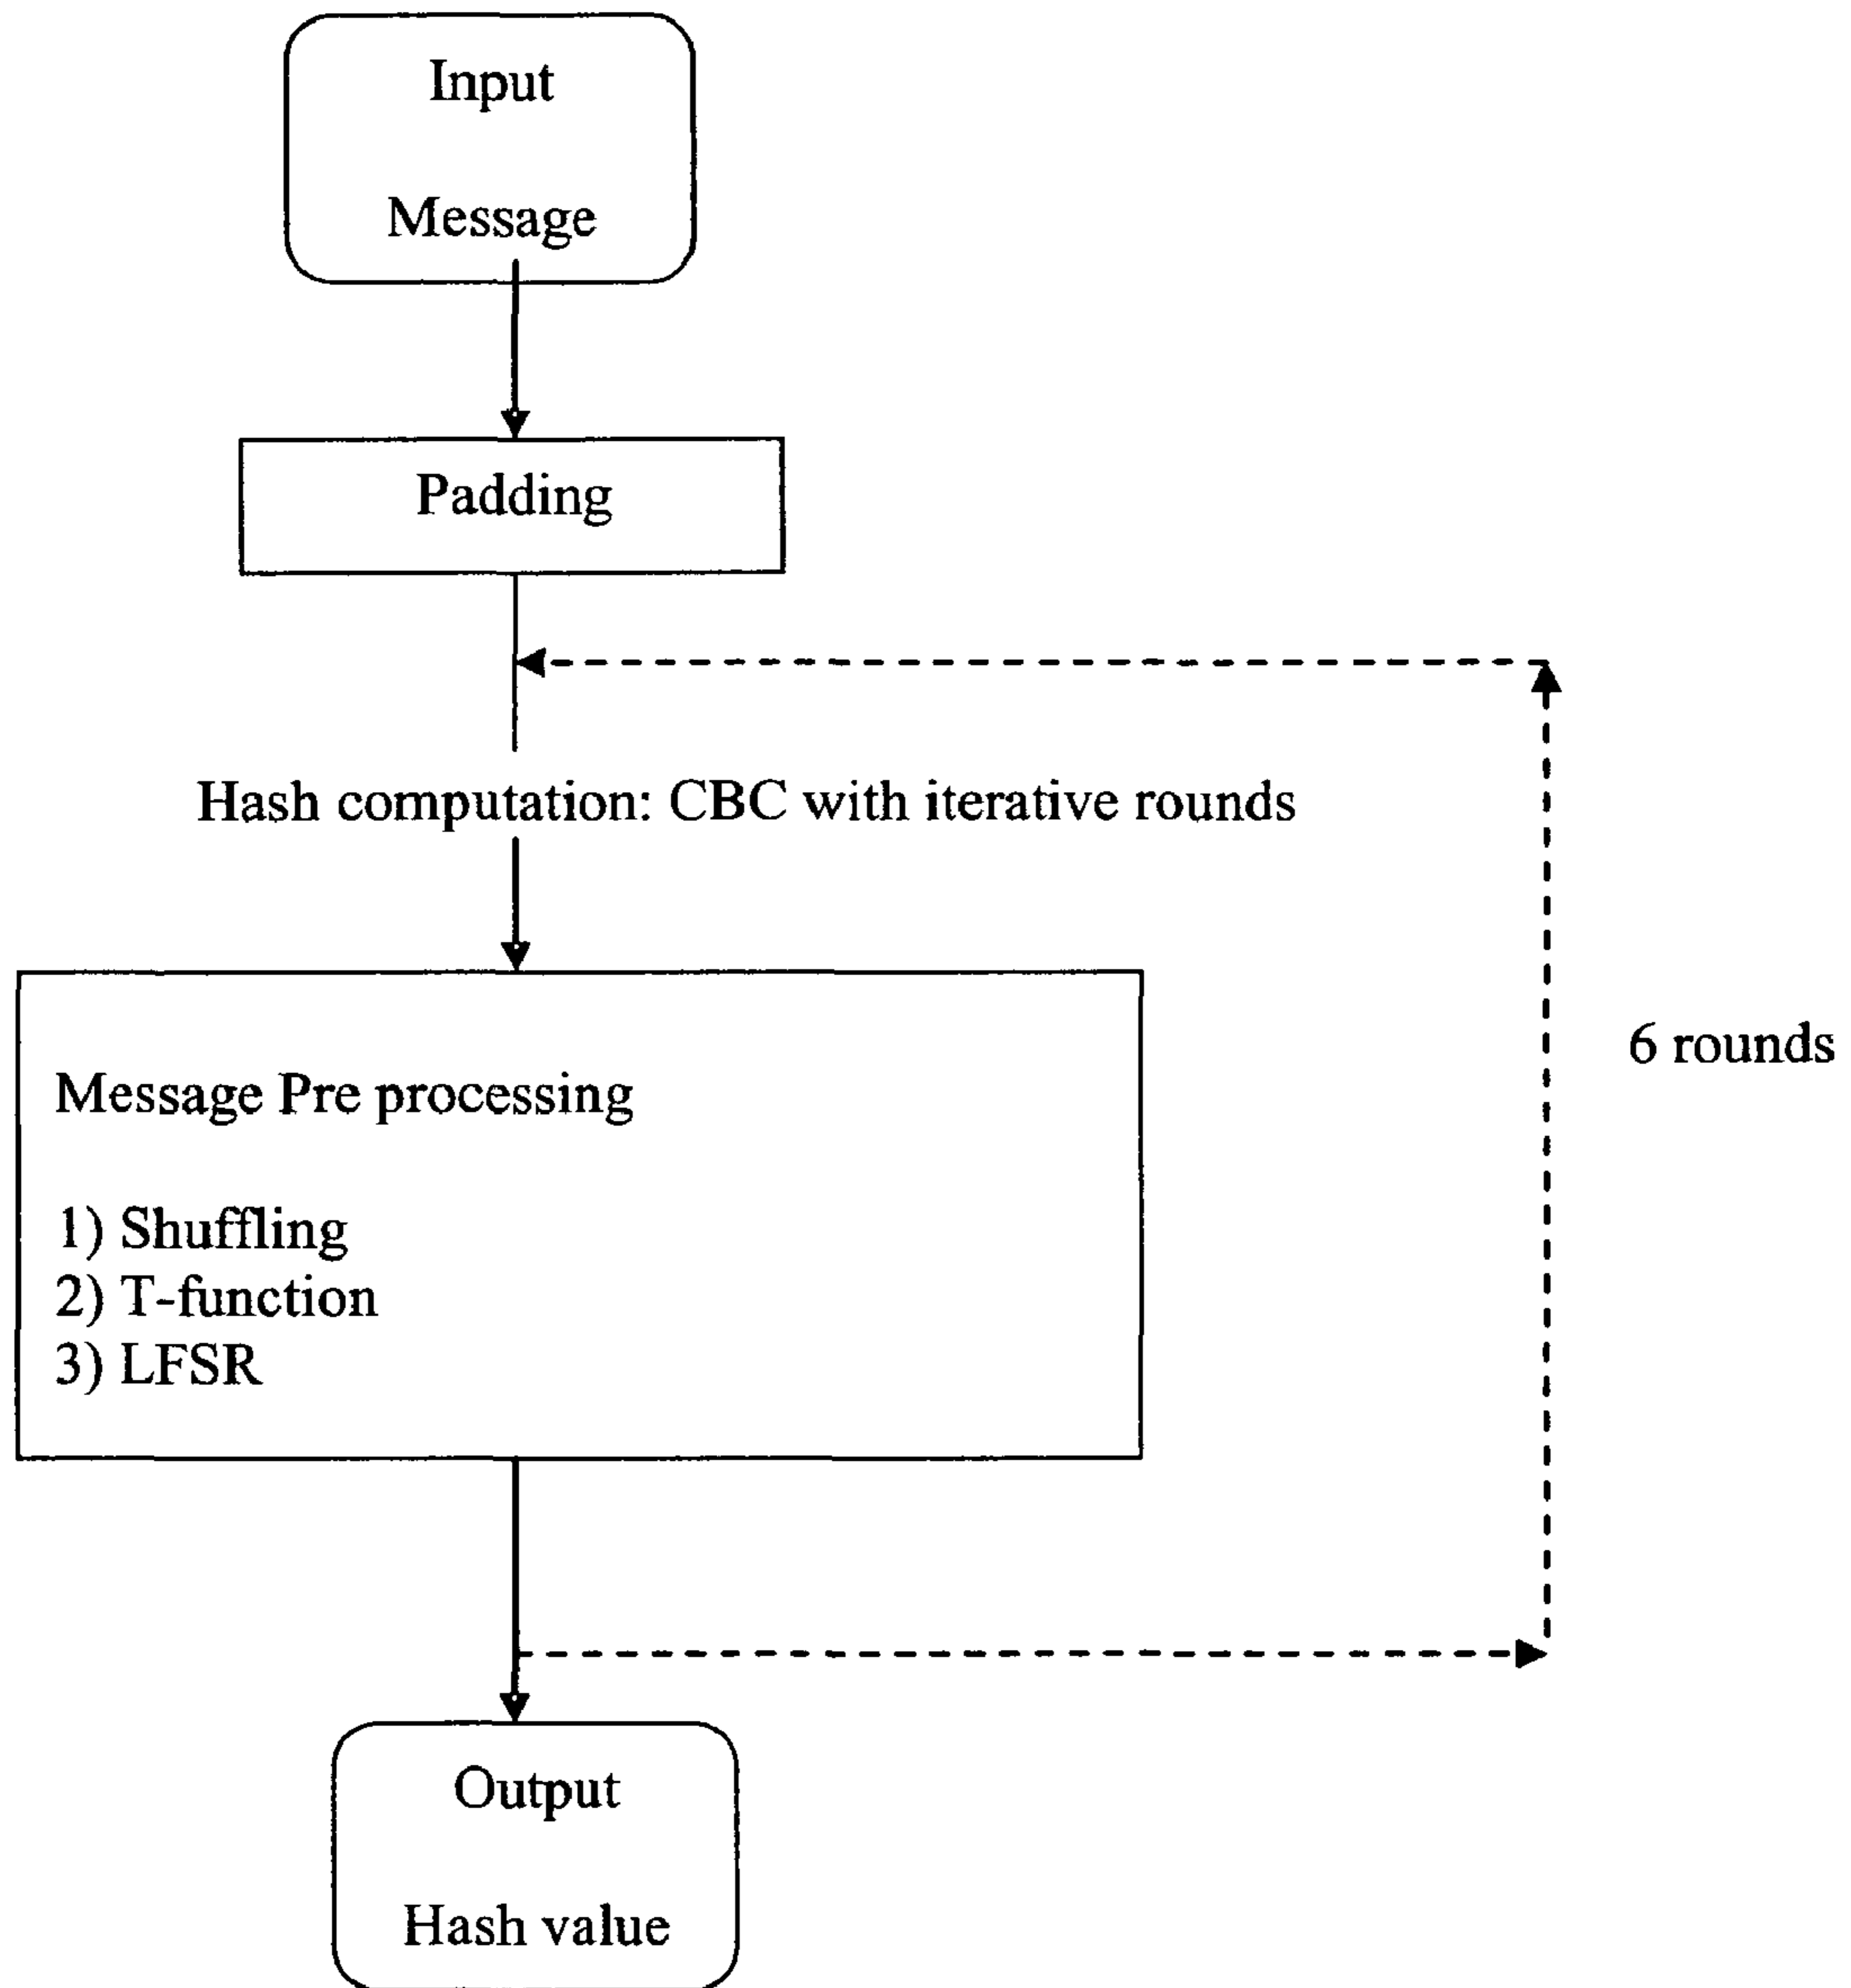 Input
Message
Padding
Hash computation: CBC with iterative rounds
6 rounds
Message Pre processing
1) Shuffling
2) T-function
3) LFSR
Output
Hash value